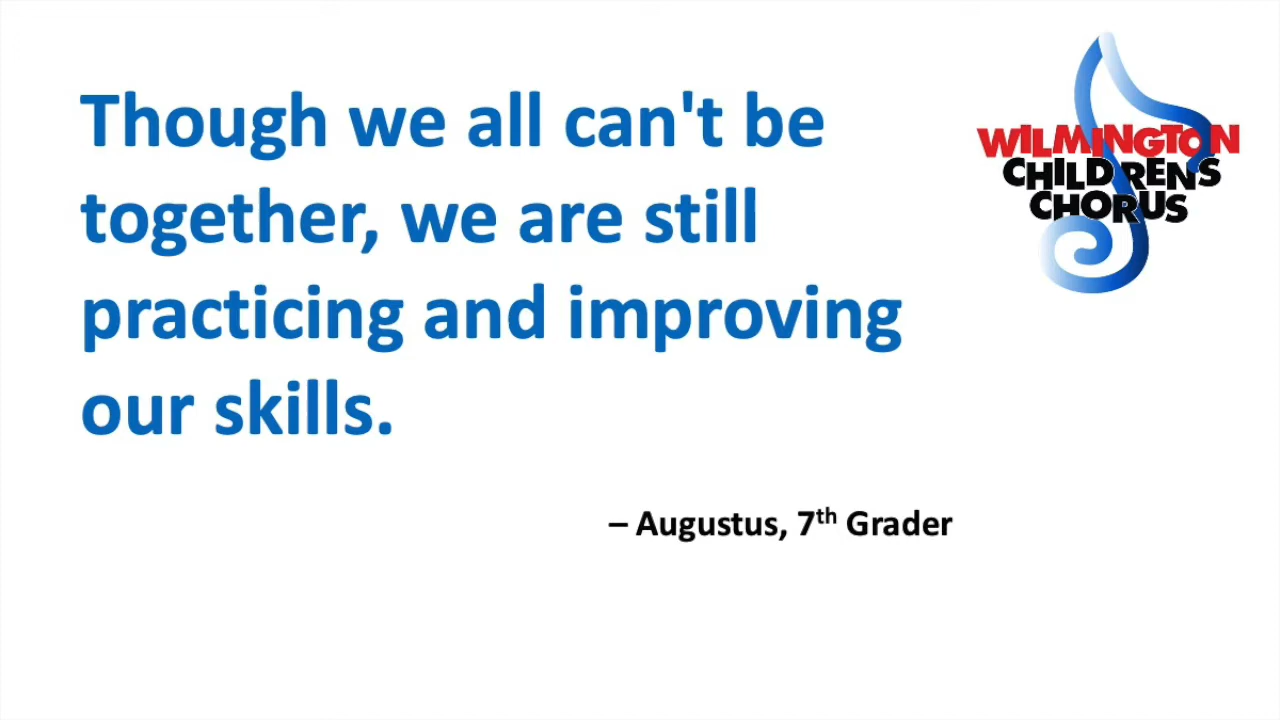 Though we all can't be
together, we are still
practicing and improving
our skills.
– Augustus, 7th Grader
WILMINGTON
CHILDREN'S
CHORUS